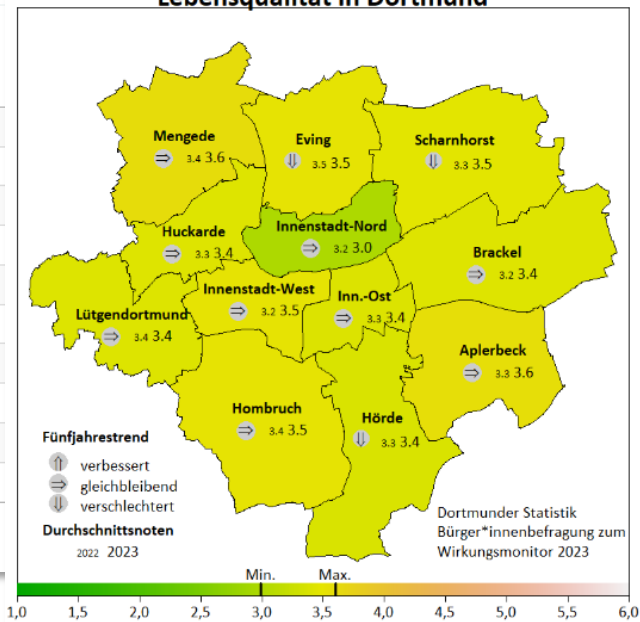 Lebensqualität in Dortmund
Mengede
3.4 3.6
Eving
3.5 3.5
Scharnhorst
3.3 3.5
Huckarde
3.3 3.4
Innenstadt-Nord
3.2 3.0
Brackel
3.2 3.4
Innenstadt-West
3.2 3.5
Inn.-Ost
3.3 3.4
Lütgendortmund
3.4 3.4
Aplerbeck
3.3 3.6
Hombruch
3.4 3.5
Hörde
3.3 3.4
Fünfjahrestrend
verbessert
gleichbleibend
verschlechtert
Durchschnittsnoten
2022 2023
Dortmunder Statistik
Bürger*innenbefragung zum
Wirkungsmonitor 2023
Min. Max.
1,0 1,5 2,0 2,5 3,0 3,5 4,0 4,5 5,0 5,5 6,0